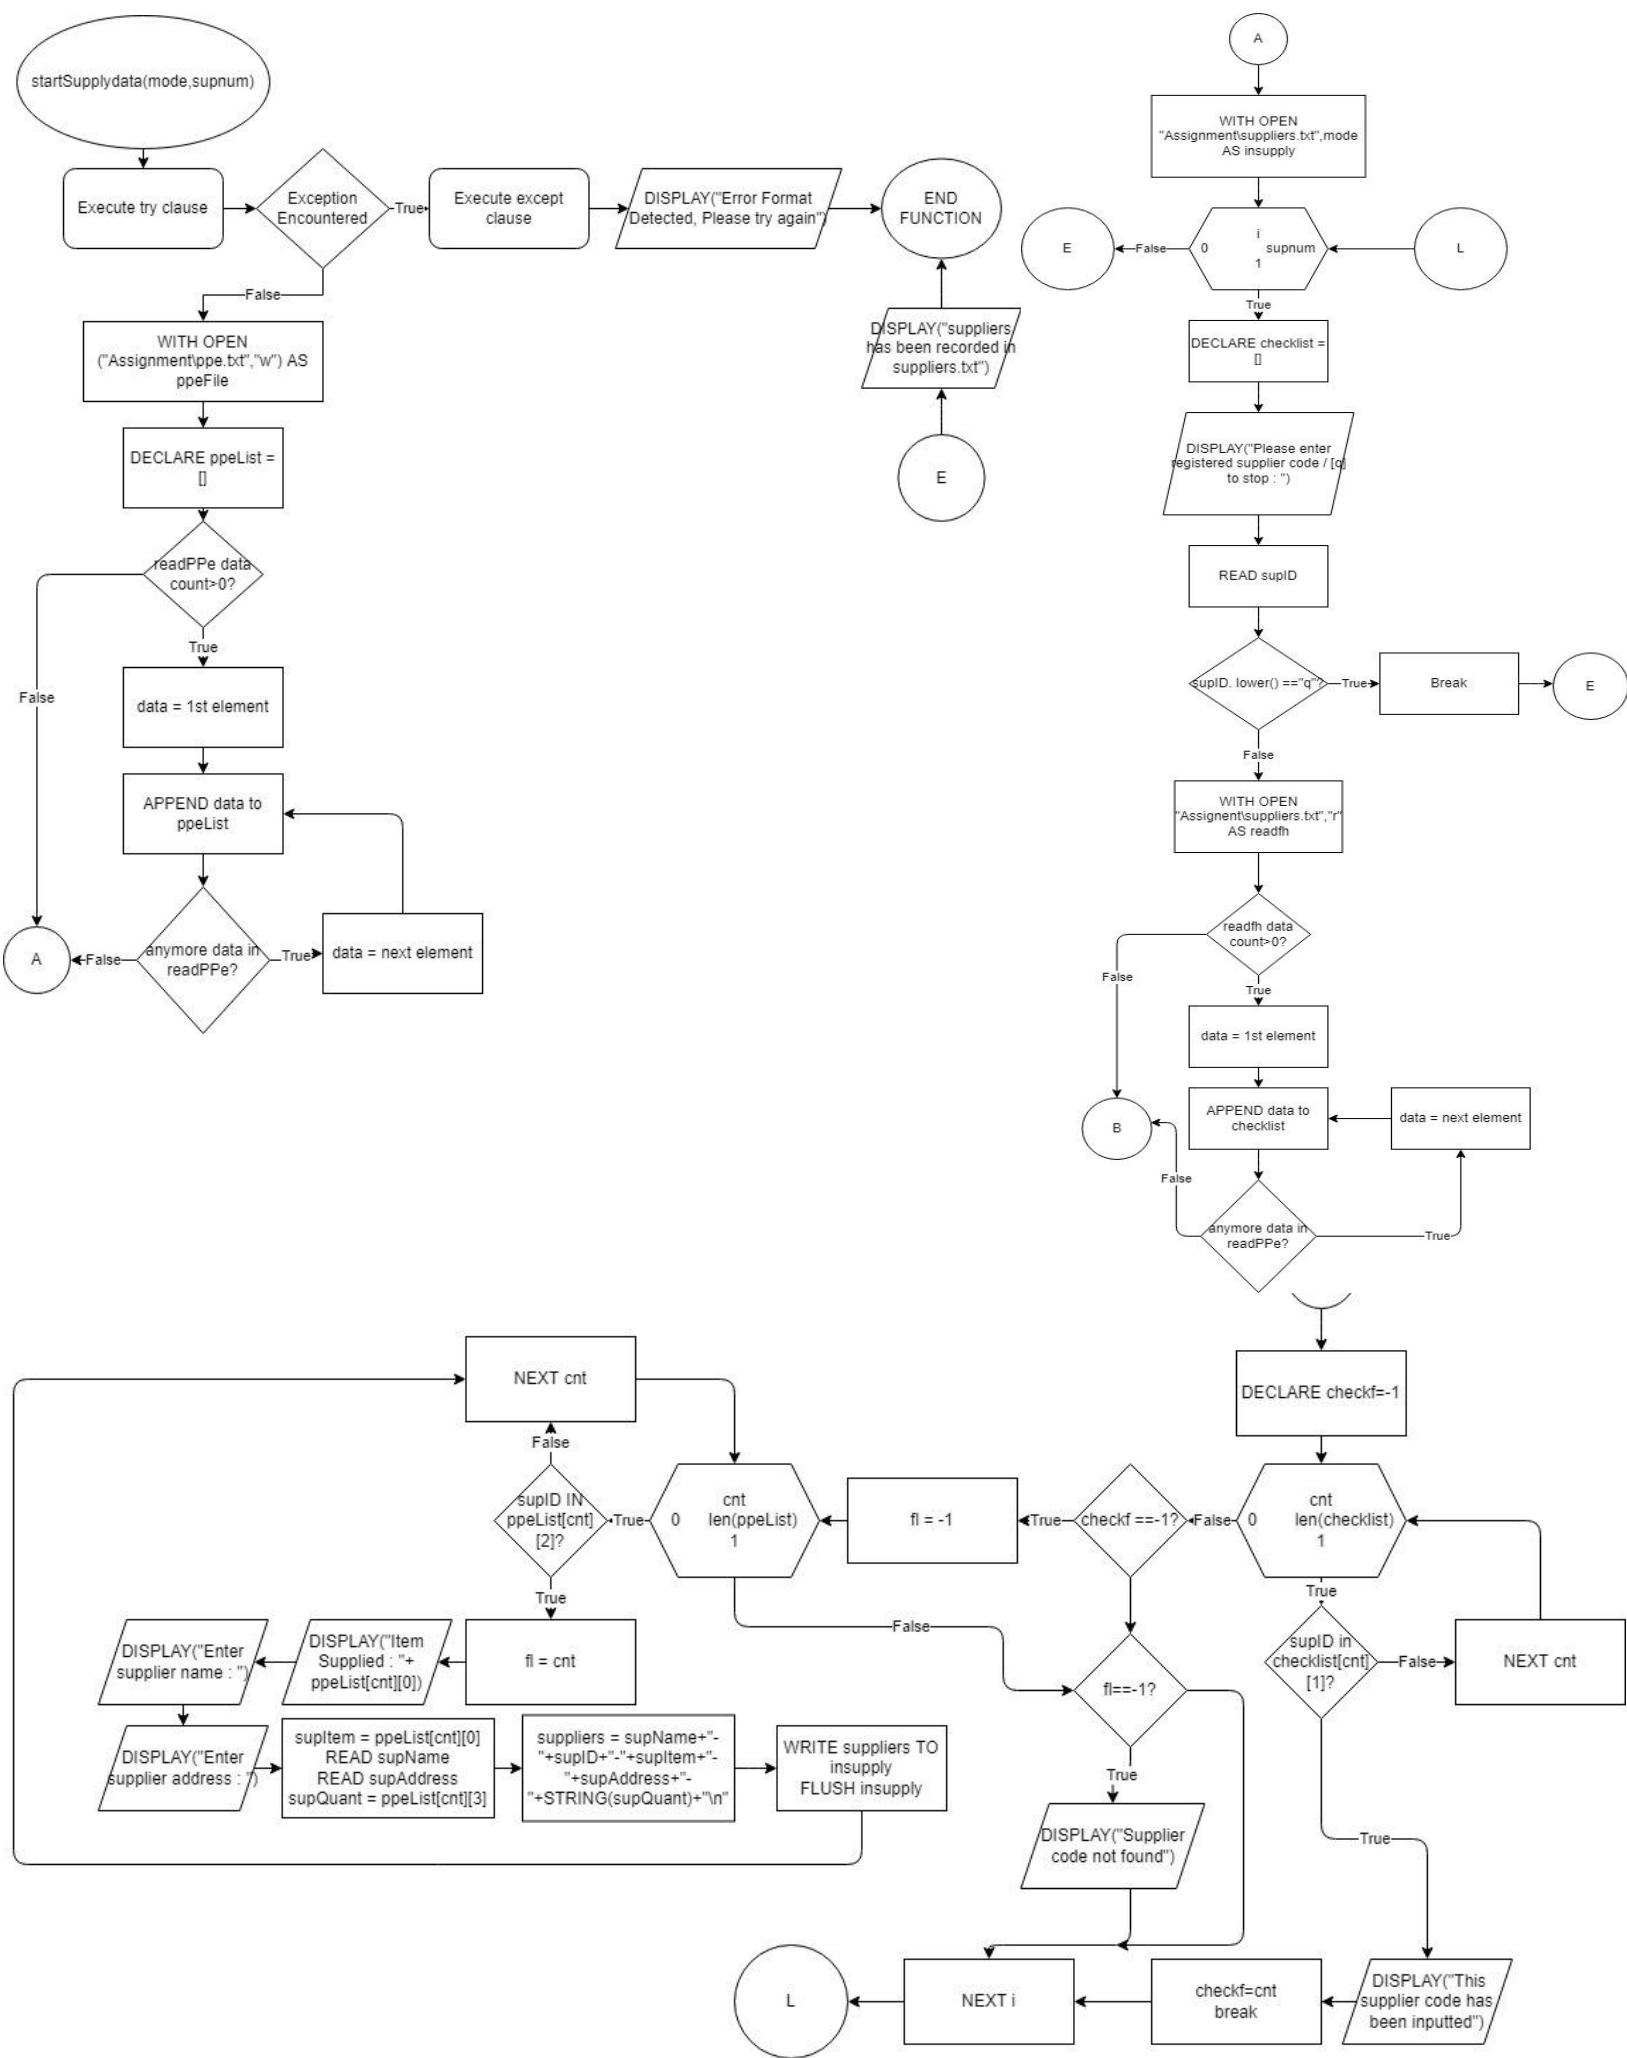 startSupplydata(mode,supnum)
Execute try clause
Exception
Encountered
True
Execute except
clause
DISPLAY("Error Format
Detected, Please try again")
END
FUNCTION
False
WITH OPEN
("Assignment\ppe.txt","w") AS
ppeFile
DECLARE ppeList =
[]
readPPe data
count>0?
False
True
data = 1st element
APPEND data to
ppeList
anymore data in
readPPe?
False
A
True
data = next element
DISPLAY("suppliers
has been recorded in
suppliers.txt")
E
A
WITH OPEN
"Assignment\suppliers.txt",mode
AS insupply
E
False
i
0
supnum
1
L
True
DECLARE checklist =
[]
DISPLAY("Please enter
registered supplier code / [q]
to stop : ")
READ supID
supID. lower() =="q"?
True
Break
E
False
WITH OPEN
"Assignent\suppliers.txt","r"
AS readfh
readfh data
count>0?
False
True
data = 1st element
APPEND data to
checklist
data = next element
B
False
anymore data in
readPPe?
True
DECLARE checkf=-1
cnt
0
len(checklist)
1
False
checkf ==-1?
True
fl = -1
cnt
0
len(ppeList)
1
True
supID IN
ppeList[cnt]
[2]?
False
NEXT cnt
True
fl = cnt
DISPLAY("Item
Supplied : "+
ppeList[cnt][0])
DISPLAY("Enter
supplier name : ")
DISPLAY("Enter
supplier address : ")
supItem = ppeList[cnt][0]
READ supName
READ supAddress
supQuant = ppeList[cnt][3]
suppliers = supName+"-
"+supID+"-"+supItem+"-
"+supAddress+"-
"+STRING(supQuant)+"\n"
WRITE suppliers TO
insupply
FLUSH insupply
False
fl==-1?
True
DISPLAY("Supplier
code not found")
True
supID in
checklist[cnt]
[1]?
False
NEXT cnt
True
DISPLAY("This
supplier code has
been inputted")
checkf=cnt
break
NEXT i
L